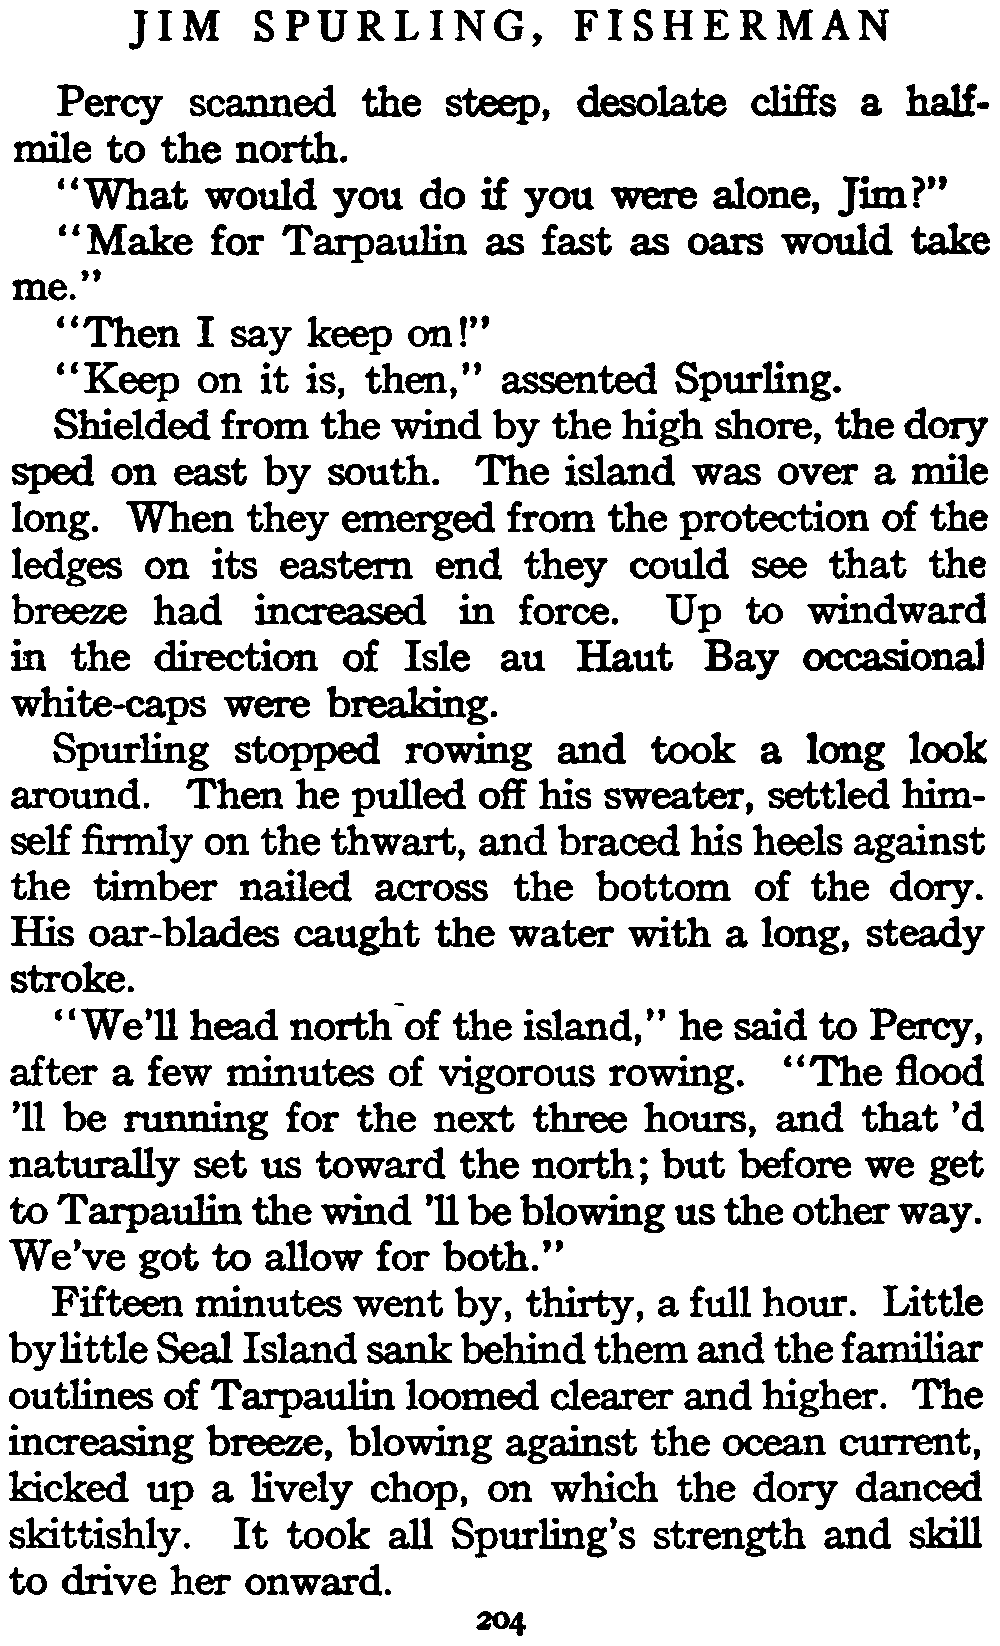 JIM SPURLING, FISHERMAN
Percy scanned the steep, desolate cliffs a half-
mile to the north.
"What would you do if you were alone, Jim?"
"Make for Tarpaulin as fast as oars would take
me."
"Then I say keep on!"
"Keep on it is, then," assented Spurling.
Shielded from the wind by the high shore, the dory
sped on east by south. The island was over a mile
long. When they emerged from the protection of the
ledges on its eastern end they could see that the
breeze had increased in force. Up to windward
in the direction of Isle au Haut Bay occasional
white-caps were breaking.
Spurling stopped rowing and took a long look
around. Then he pulled off his sweater, settled him-
self firmly on the thwart, and braced his heels against
the timber nailed across the bottom of the dory.
His oar-blades caught the water with a long, steady
stroke.
"We'll head north of the island," he said to Percy,
after a few minutes of vigorous rowing. "The flood
'll be running for the next three hours, and that 'd
naturally set us toward the north; but before we get
to Tarpaulin the wind 'll be blowing us the other way.
We've got to allow for both."
Fifteen minutes went by, thirty, a full hour. Little
by little Seal Island sank behind them and the familiar
outlines of Tarpaulin loomed clearer and higher. The
increasing breeze, blowing against the ocean current,
kicked up a lively chop, on which the dory danced
skittishly. It took all Spurling's strength and skill
to drive her onward.
204